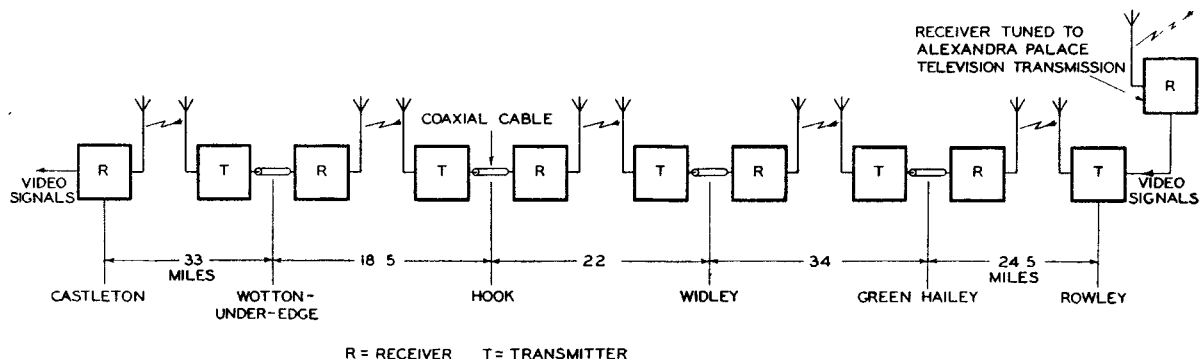 RECEIVER TUNED TO
ALEXANDRA PALACE
TELEVISION TRANSMISSION
R
COAXIAL CABLE
R
T
R
T
R
T
R
T
R
T
VIDEO
SIGNALS
VIDEO
SIGNALS
33
MILES
18 5
22
34
24 5
MILES
CASTLETON
WOTTON-
UNDER-EDGE
HOOK
WIDLEY
GREEN HAILEY
ROWLEY
R = RECEIVER T = TRANSMITTER